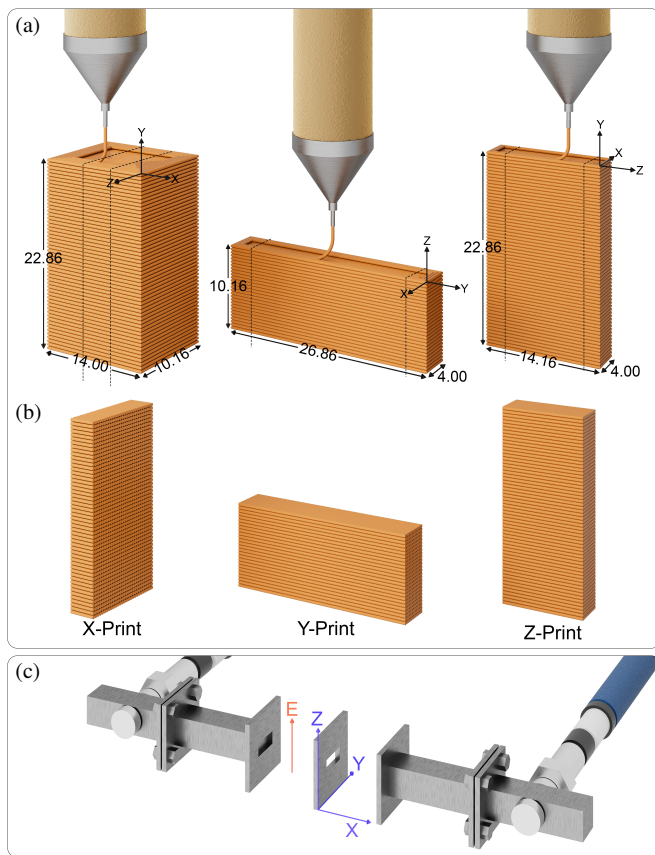 (a)
Y
Z
X
22.86
14.00
10.16
Z
X
Y
10.16
26.86
4.00
Y
X
Z
22.86
14.16
4.00
(b)
X-Print
Y-Print
Z-Print
(c)
E
Z
Y
X